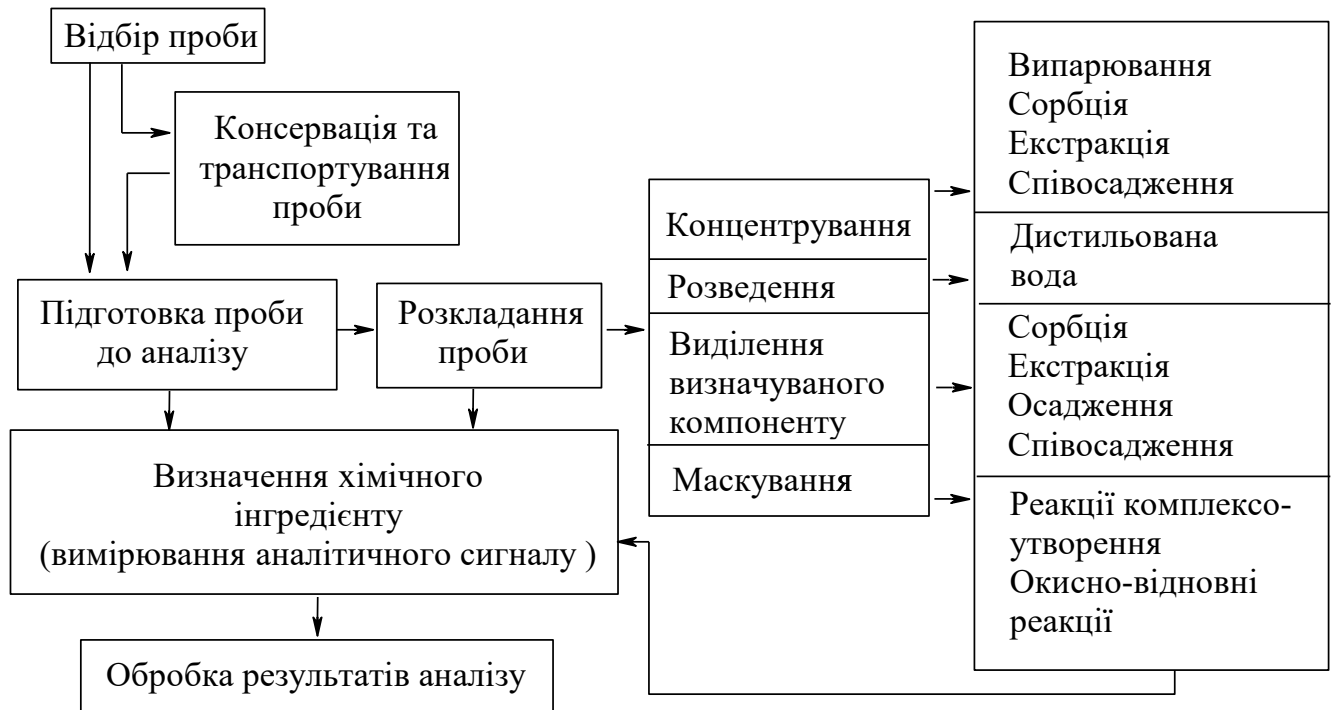 Відбір проби
Консервація та
транспортування
проби
Підготовка проби
до аналізу
Розкладання
проби
Визначення хімічного
інгредієнту
(вимірювання аналітичного сигналу )
Обробка результатів аналізу
Концентрування
Розведення
Виділення
визначуваного
компоненту
Маскування
Випарювання
Сорбція
Екстракція
Співосадження
Дистильована
вода
Сорбція
Екстракція
Осадження
Співосадження
Реакції комплексо-
утворення
Окисно-відновні
реакції